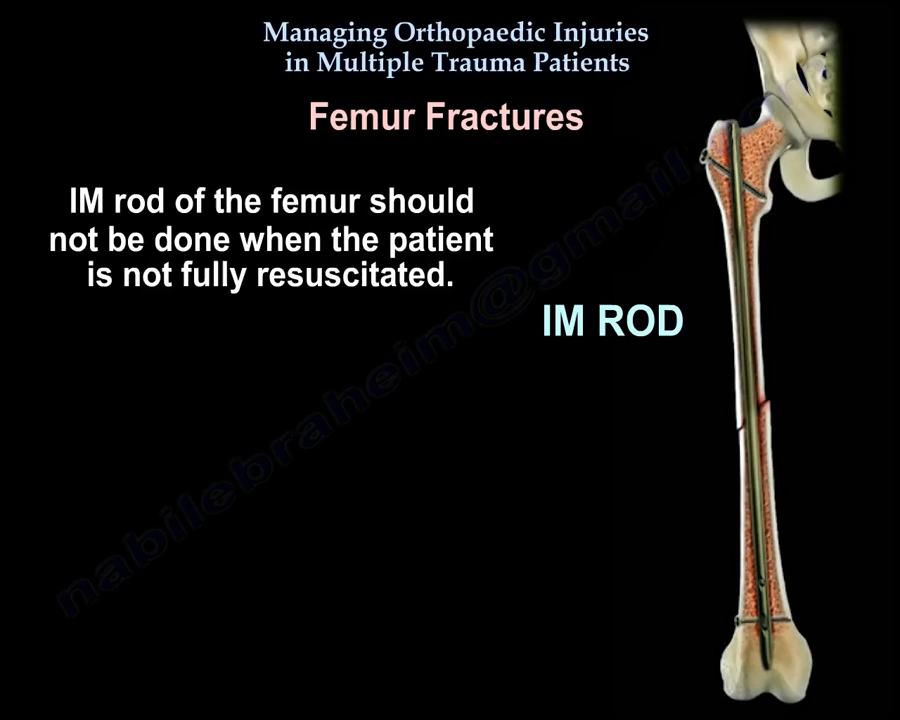 Managing Orthopaedic Injuries
in Multiple Trauma Patients
Femur Fractures
IM rod of the femur should
not be done when the patient
is not fully resuscitated.
IM ROD
nabilebraheim@gmail.